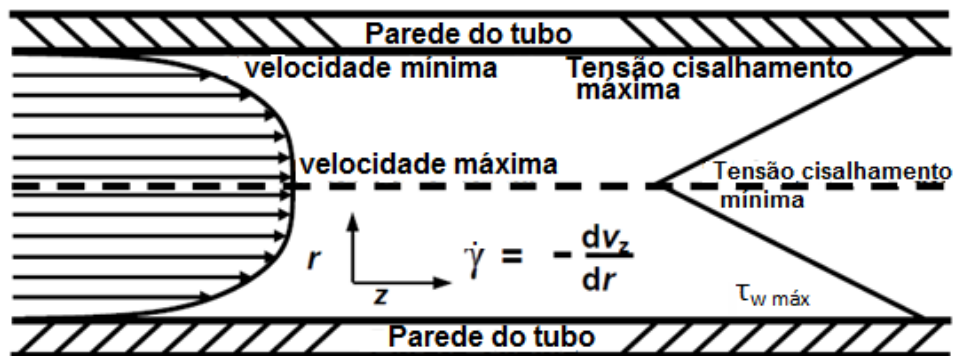 Parede do tubo
velocidade mínima
Tensão cisalhamento
máxima
velocidade máxima
Tensão cisalhamento
mínima
r
z
γ̇ = - dv_z/dr
τ_w máx
Parede do tubo